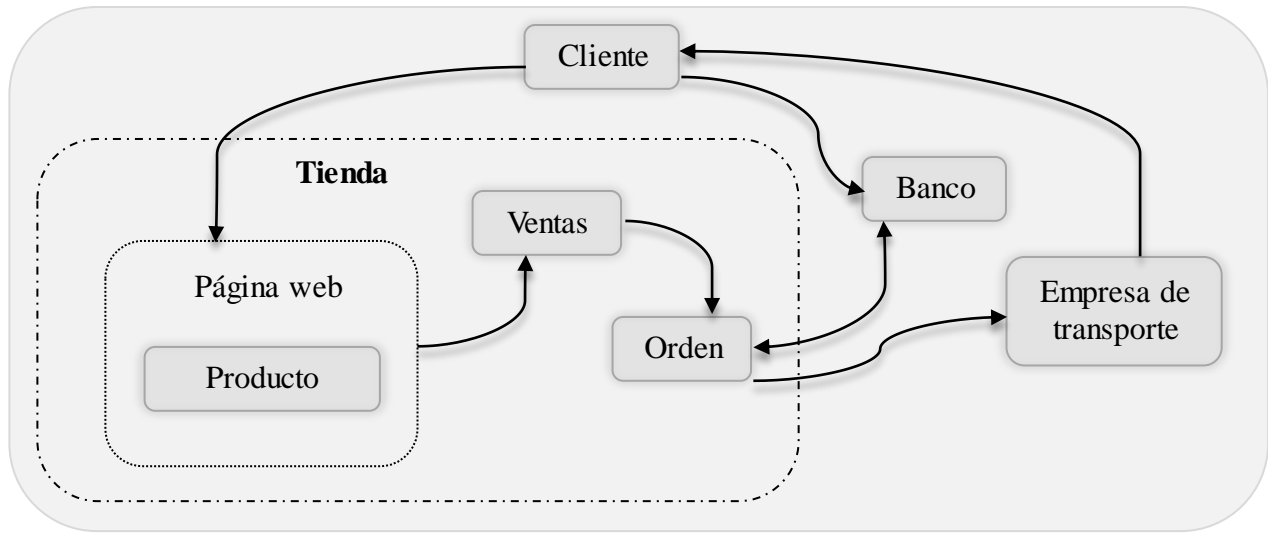 Cliente
Tienda
Banco
Ventas
Página web
Empresa de
transporte
Orden
Producto